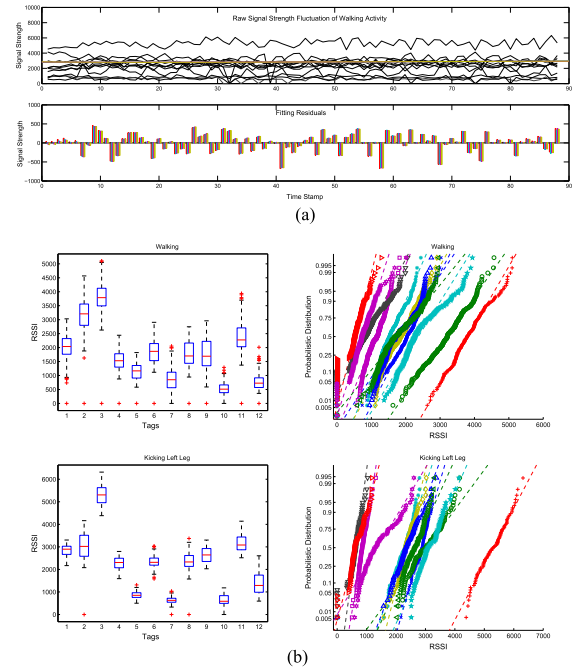 Raw Signal Strength Fluctuation of Walking Activity
Signal Strength
10000
8000
6000
4000
2000
0
0 10 20 30 40 50 60 70 80 90
Fitting Residuals
Signal Strength
1000
500
0
-500
-1000
0 10 20 30 40 50 60 70 80 90
Time Stamp
(a)
Walking
RSSI
5000
4500
4000
3500
3000
2500
2000
1500
1000
500
0
1 2 3 4 5 6 7 8 9 10 11 12
Tags
Walking
Probabilistic Distribution
0.995
0.99
0.95
0.9
0.75
0.5
0.25
0.1
0.05
0.01
0.005
0 1000 2000 3000 4000 5000 6000
RSSI
Kicking Left Leg
RSSI
6000
5000
4000
3000
2000
1000
0
1 2 3 4 5 6 7 8 9 10 11 12
Tags
Kicking Left Leg
Probabilistic Distribution
0.995
0.99
0.95
0.9
0.75
0.5
0.25
0.1
0.05
0.01
0.005
0 1000 2000 3000 4000 5000 6000 7000
RSSI
(b)